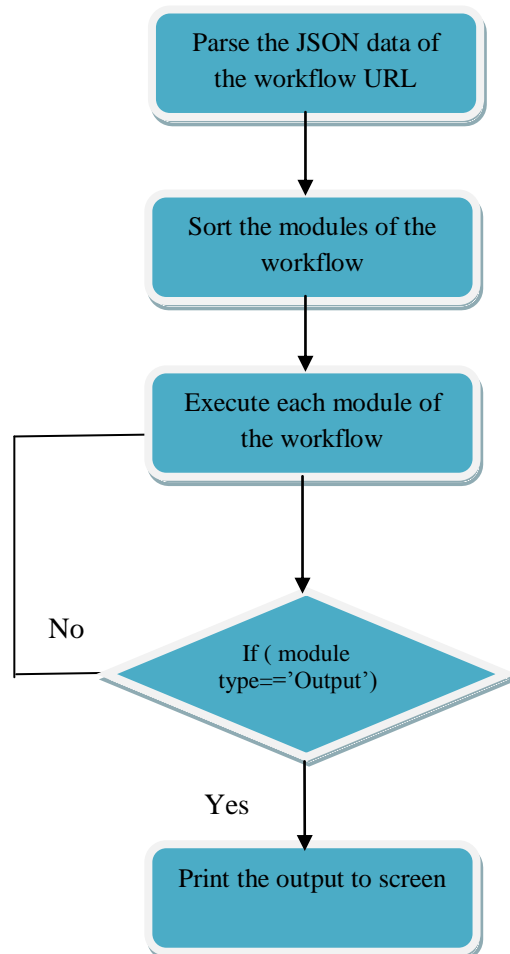 Parse the JSON data of
the workflow URL
Sort the modules of the
workflow
Execute each module of
the workflow
No
If ( module
type==’Output’)
Yes
Print the output to screen